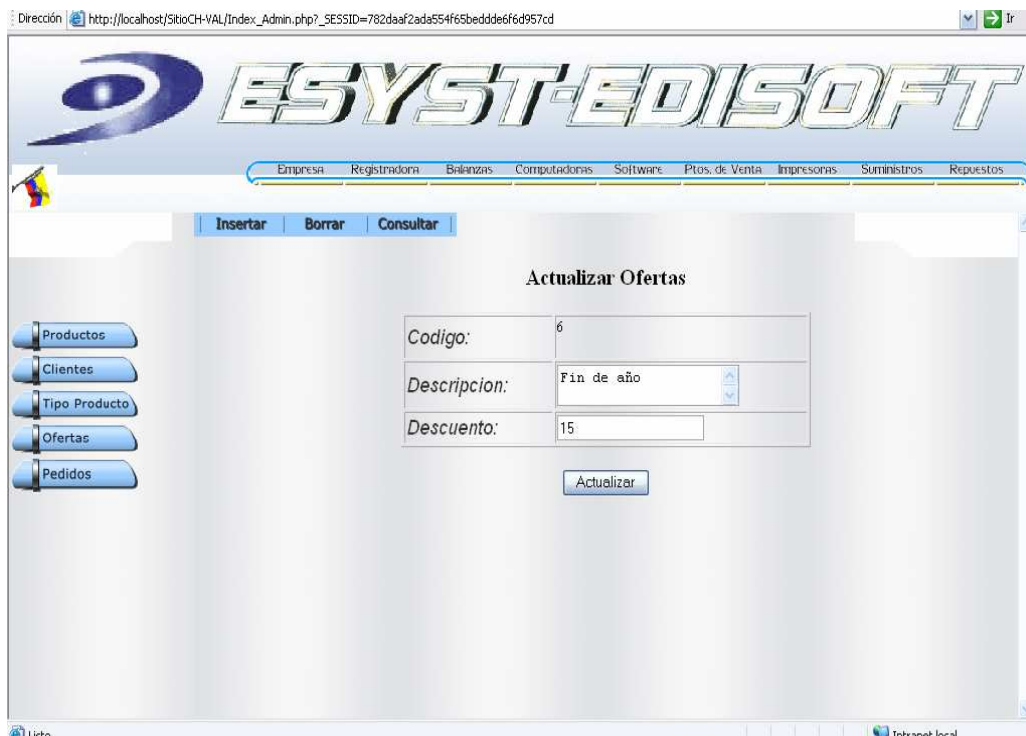 Dirección http://localhost/SitioCH-VAL/Index_Admin.php?_SESSID=782daaf2ada554f65beddde6f6d957cd Ir
ESYST-EDISOFT
Empresa Registradora Balanzas Computadoras Software Ptos. de Venta Impresoras Suministros Repuestos
Insertar Borrar Consultar
Actualizar Ofertas
Productos
Clientes
Tipo Producto
Ofertas
Pedidos
Codigo: 6
Descripcion: Fin de año
Descuento: 15
Actualizar
Listo Intranet local